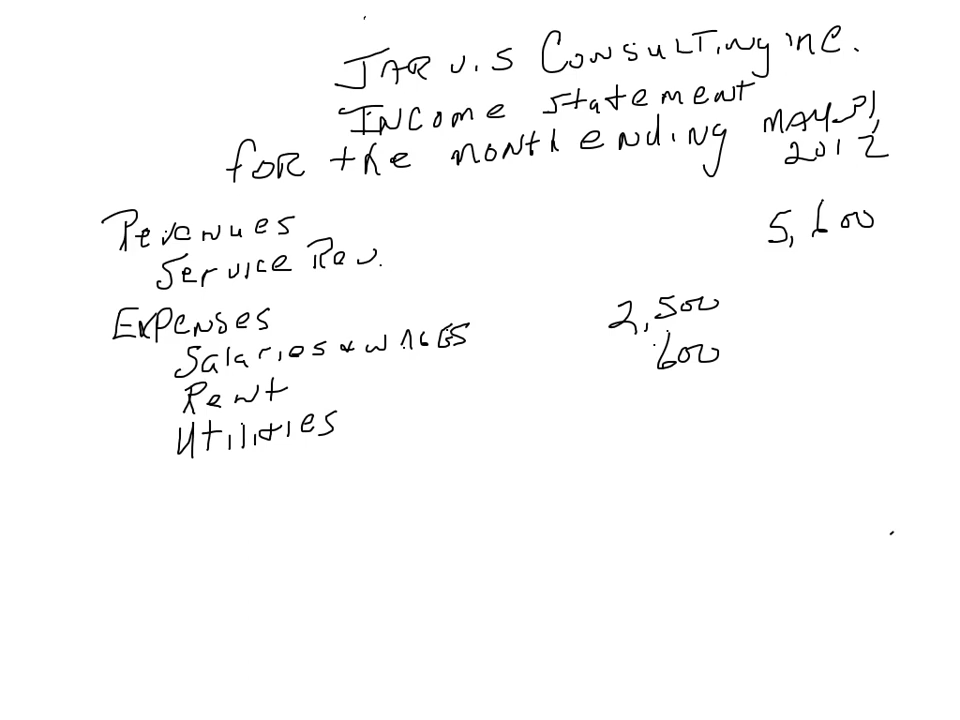 JARVIS CONSULTING INC.
INCOME Statement
FOR the month ending MAY 31,
2012
Revenues 5,600
Service Rev.
Expenses
Salaries & WAGES 2,500
Rent 600
Utilities